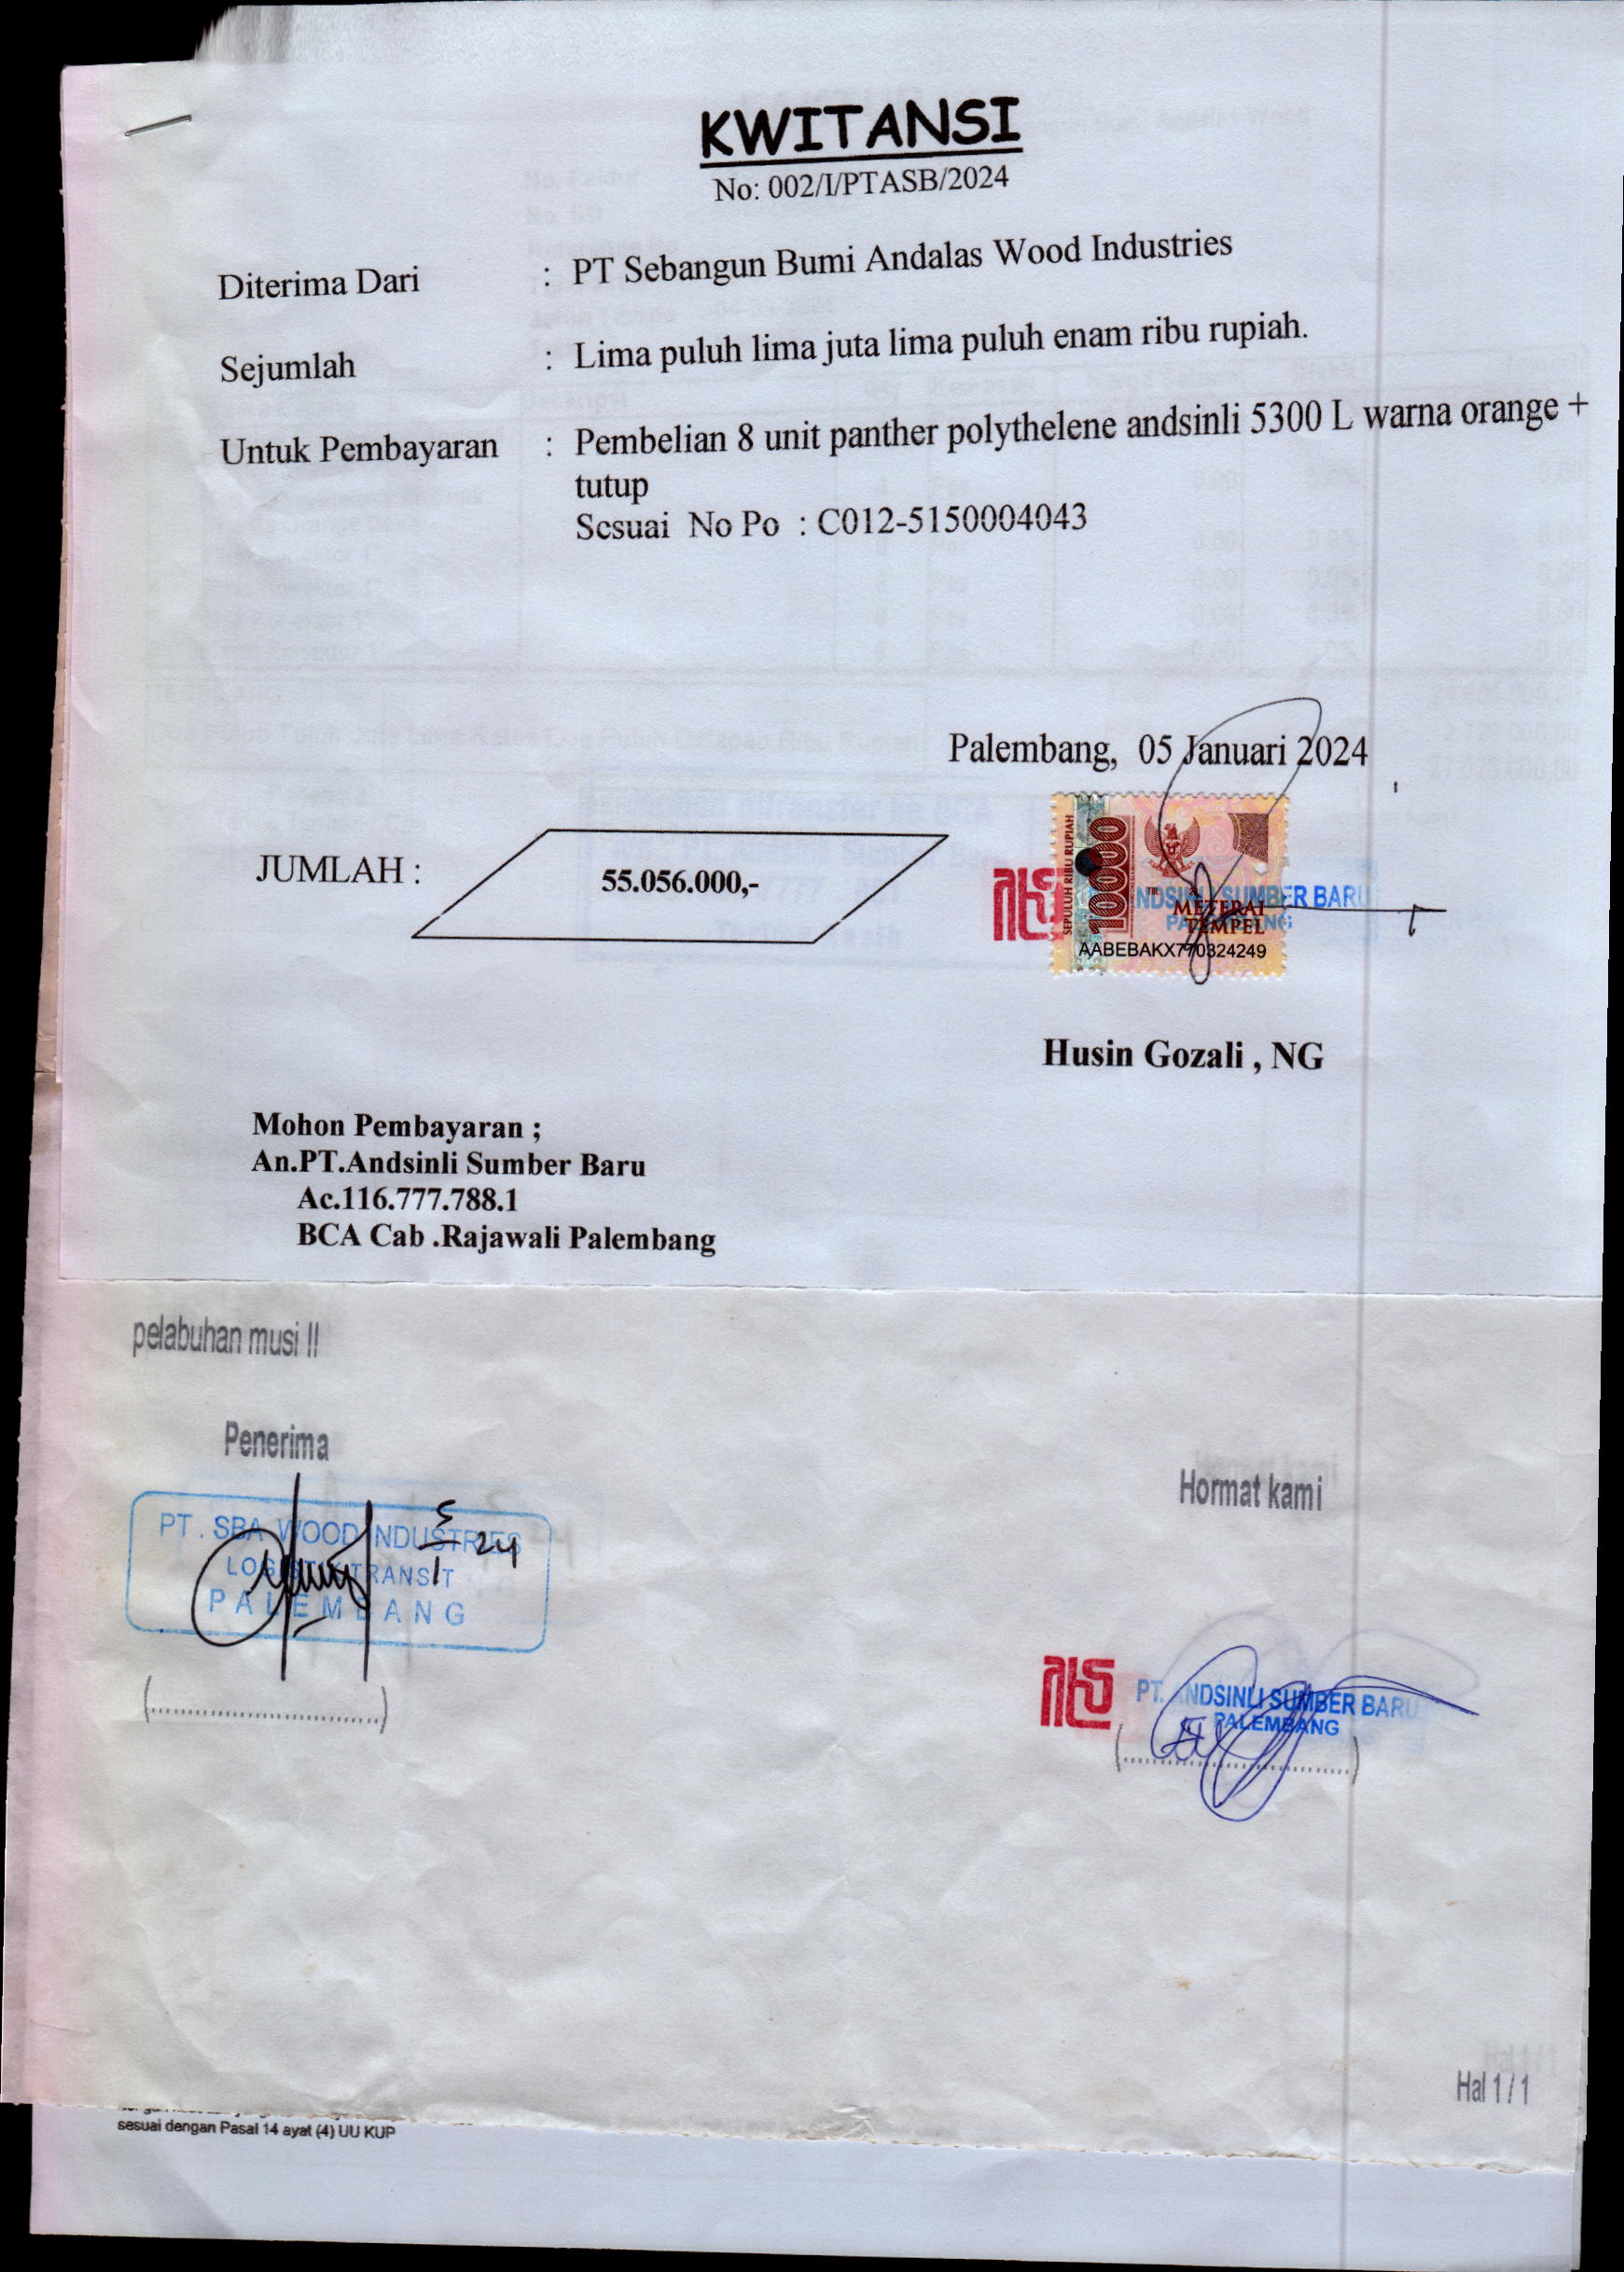 KWITANSI
No: 002/I/PTASB/2024
Diterima Dari : PT Sebangun Bumi Andalas Wood Industries
Sejumlah : Lima puluh lima juta lima puluh enam ribu rupiah.
Untuk Pembayaran : Pembelian 8 unit panther polythelene andsinli 5300 L warna orange +
tutup
Sesuai No Po : C012-5150004043
Palembang, 05 Januari 2024
JUMLAH : 55.056.000,-
SEPULUH RIBU RUPIAH
10000
ANDSINLI SUMBER BARU
PALEMBANG
METERAI
TEMPEL
AABEBAKX770324249
Husin Gozali , NG
Mohon Pembayaran ;
An.PT.Andsinli Sumber Baru
Ac.116.777.788.1
BCA Cab .Rajawali Palembang
pelabuhan musi II
Penerima
Hormat kami
PT. SBA WOOD INDUSTRIES
LOGISTIK TRANSIT
PALEMBANG
5/1 24
(..............................)
PT. ANDSINLI SUMBER BARU
PALEMBANG
(..............................)
Hal 1 / 1
sesuai dengan Pasal 14 ayat (4) UU KUP